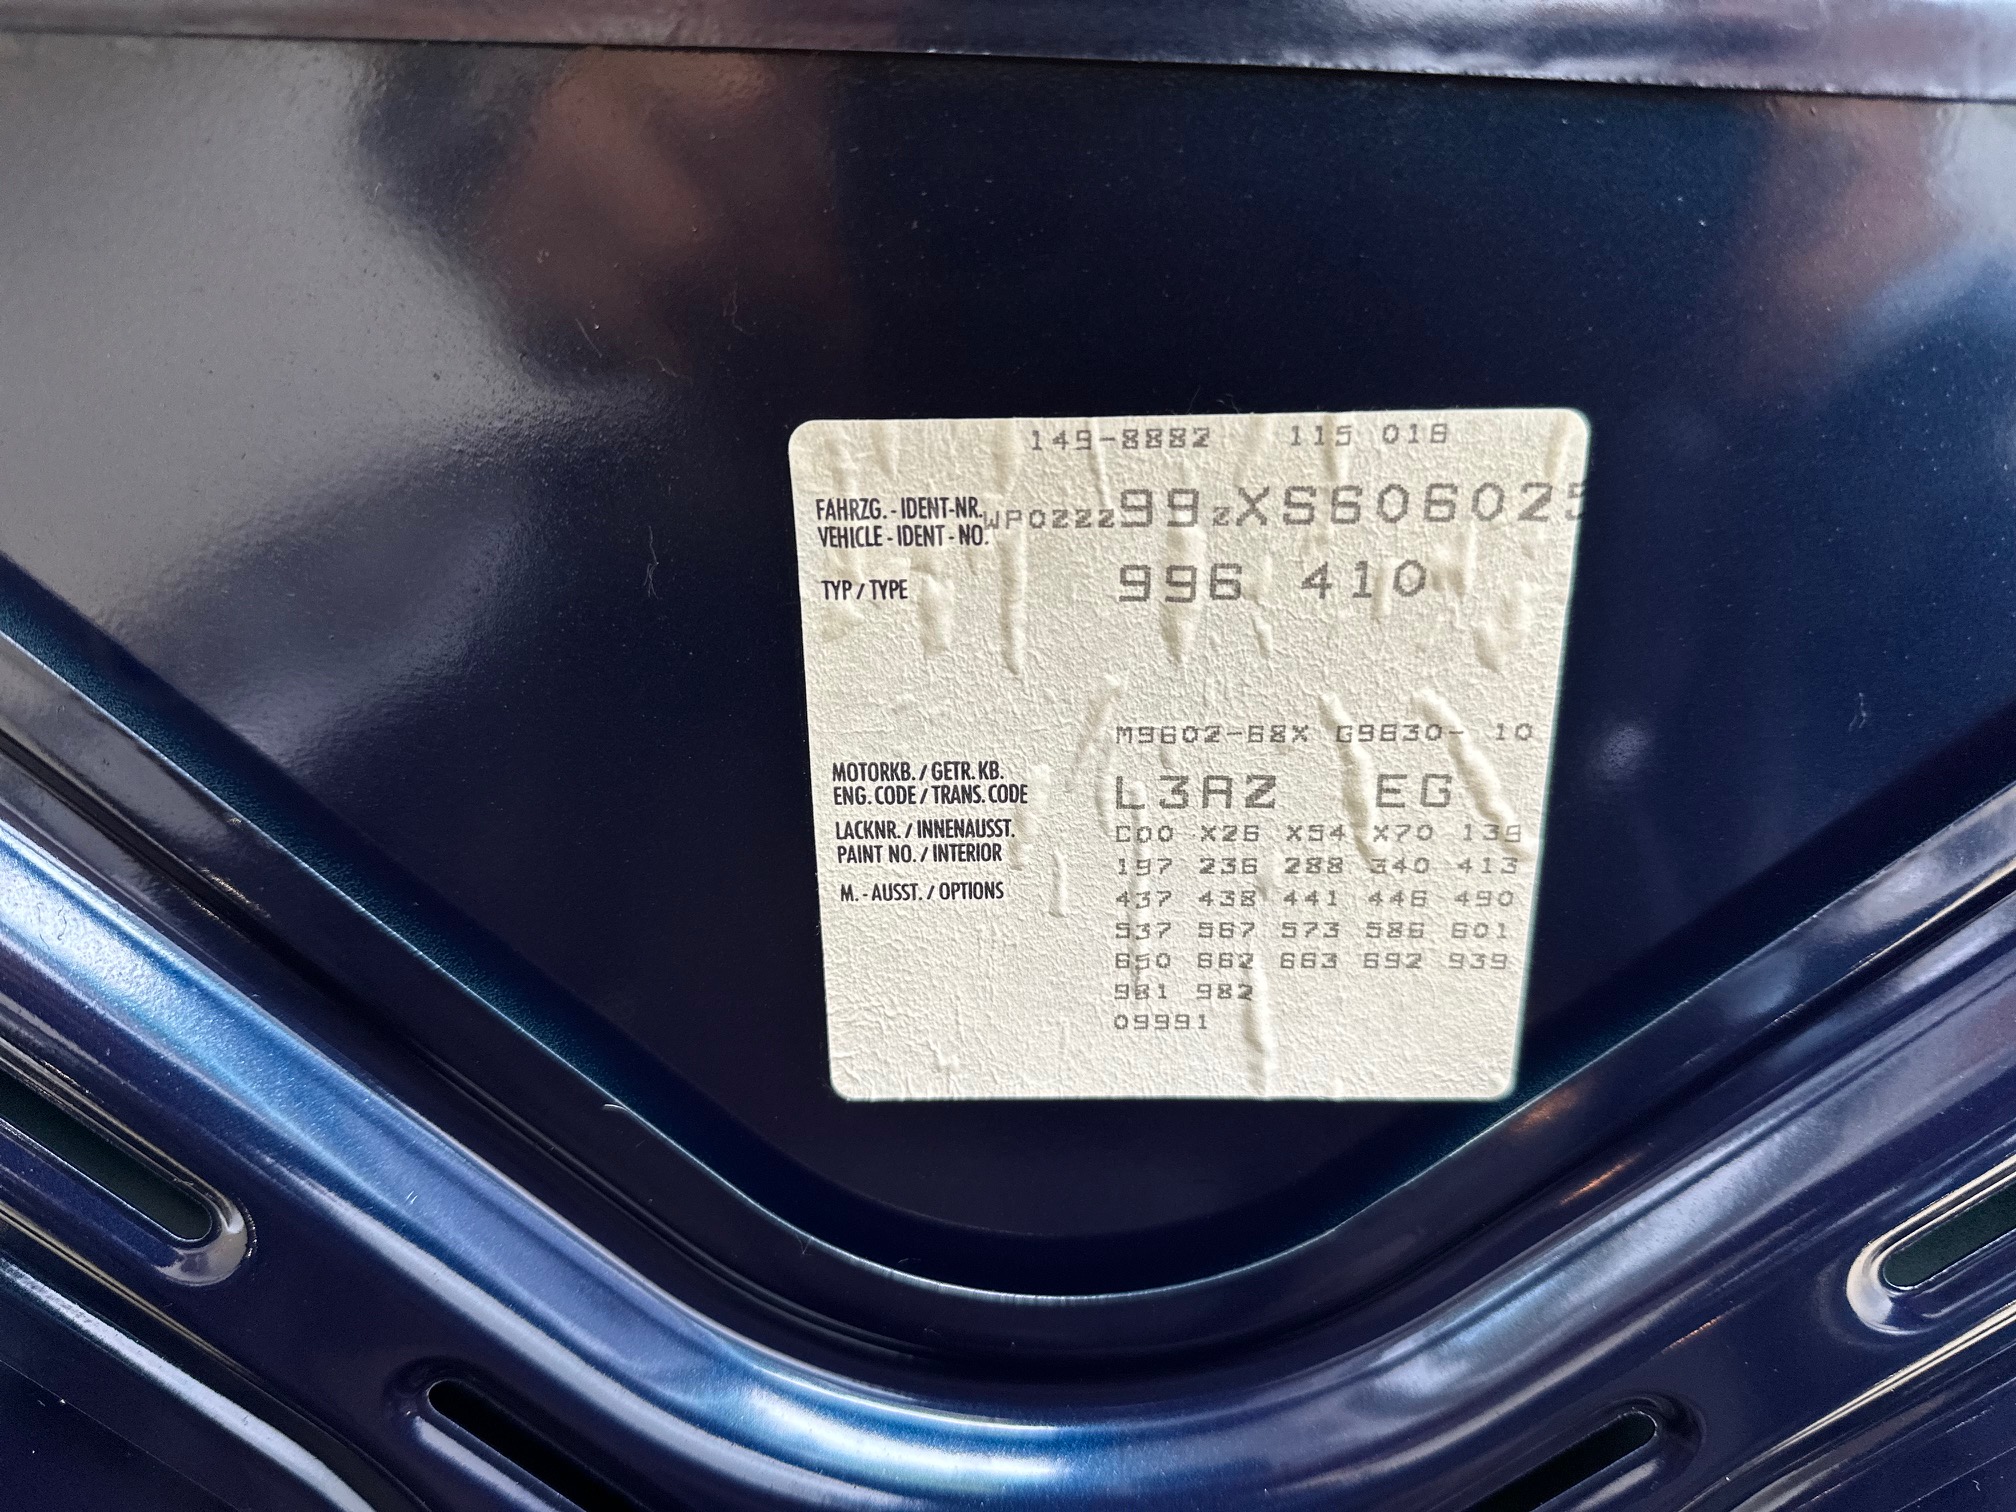 149-8882 115 018
FAHRZG. - IDENT-NR.
VEHICLE - IDENT - NO.
WP0ZZZ99ZXS606025
TYP / TYPE 996 410
M9602-68X G9630- 10
MOTORKB. / GETR. KB.
ENG. CODE / TRANS. CODE
L3AZ EG
LACKNR. / INNENAUSST.
PAINT NO. / INTERIOR
M. - AUSST. / OPTIONS
C00 X26 X54 X70 136
197 236 288 340 413
437 438 441 446 490
537 567 573 586 601
650 662 663 692 939
981 982
09991